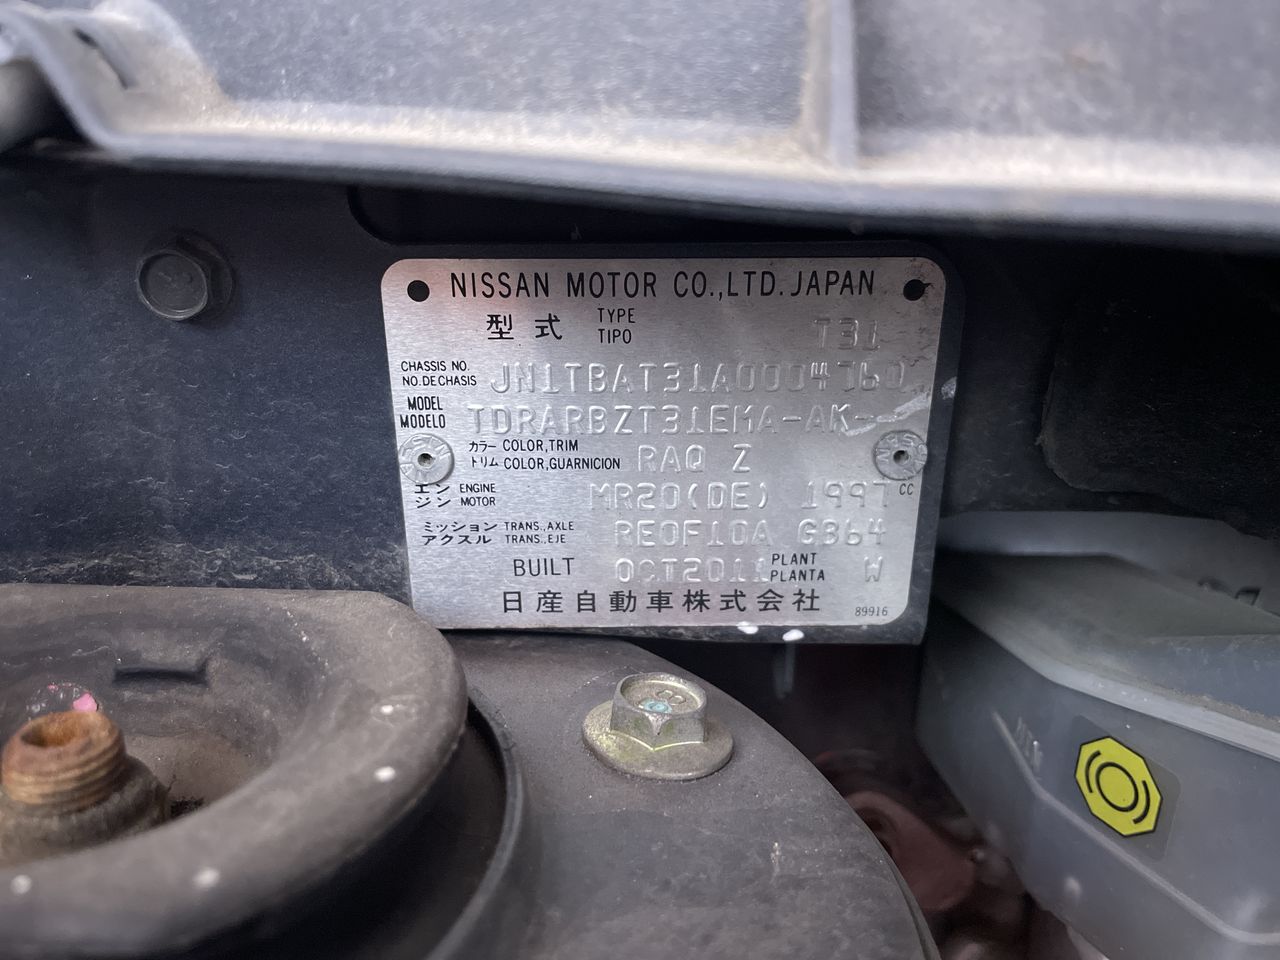 NISSAN MOTOR CO.,LTD. JAPAN
型式 TYPE TIPO T31
CHASSIS NO. NO. DE CHASIS JN1TBAT31A0004760
MODEL MODELO TDRARBZT31EMA-AK-
カラー COLOR,TRIM
トリム COLOR,GUARNICION RAQ Z
エンジン ENGINE MOTOR MR20(DE) 1997 CC
ミッション TRANS.,AXLE
アクスル TRANS.,EJE RE0F10A G364
BUILT OCT2011 PLANT PLANTA W
日産自動車株式会社 89916